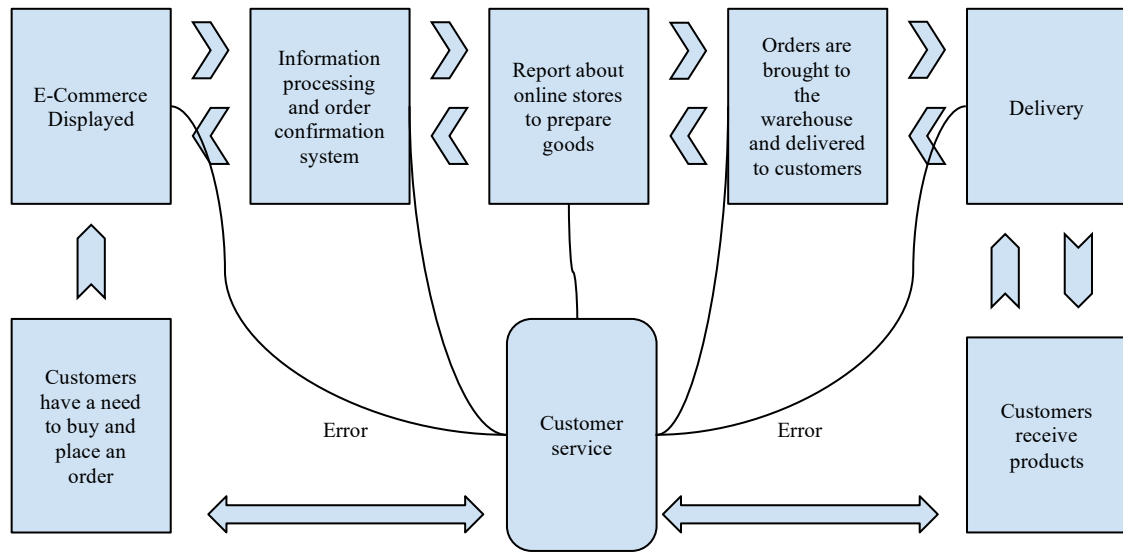 E-Commerce
Displayed
Information
processing
and order
confirmation
system
Report about
online stores
to prepare
goods
Orders are
brought to
the
warehouse
and delivered
to customers
Delivery
Customers
have a need
to buy and
place an
order
Error
Customer
service
Error
Customers
receive
products